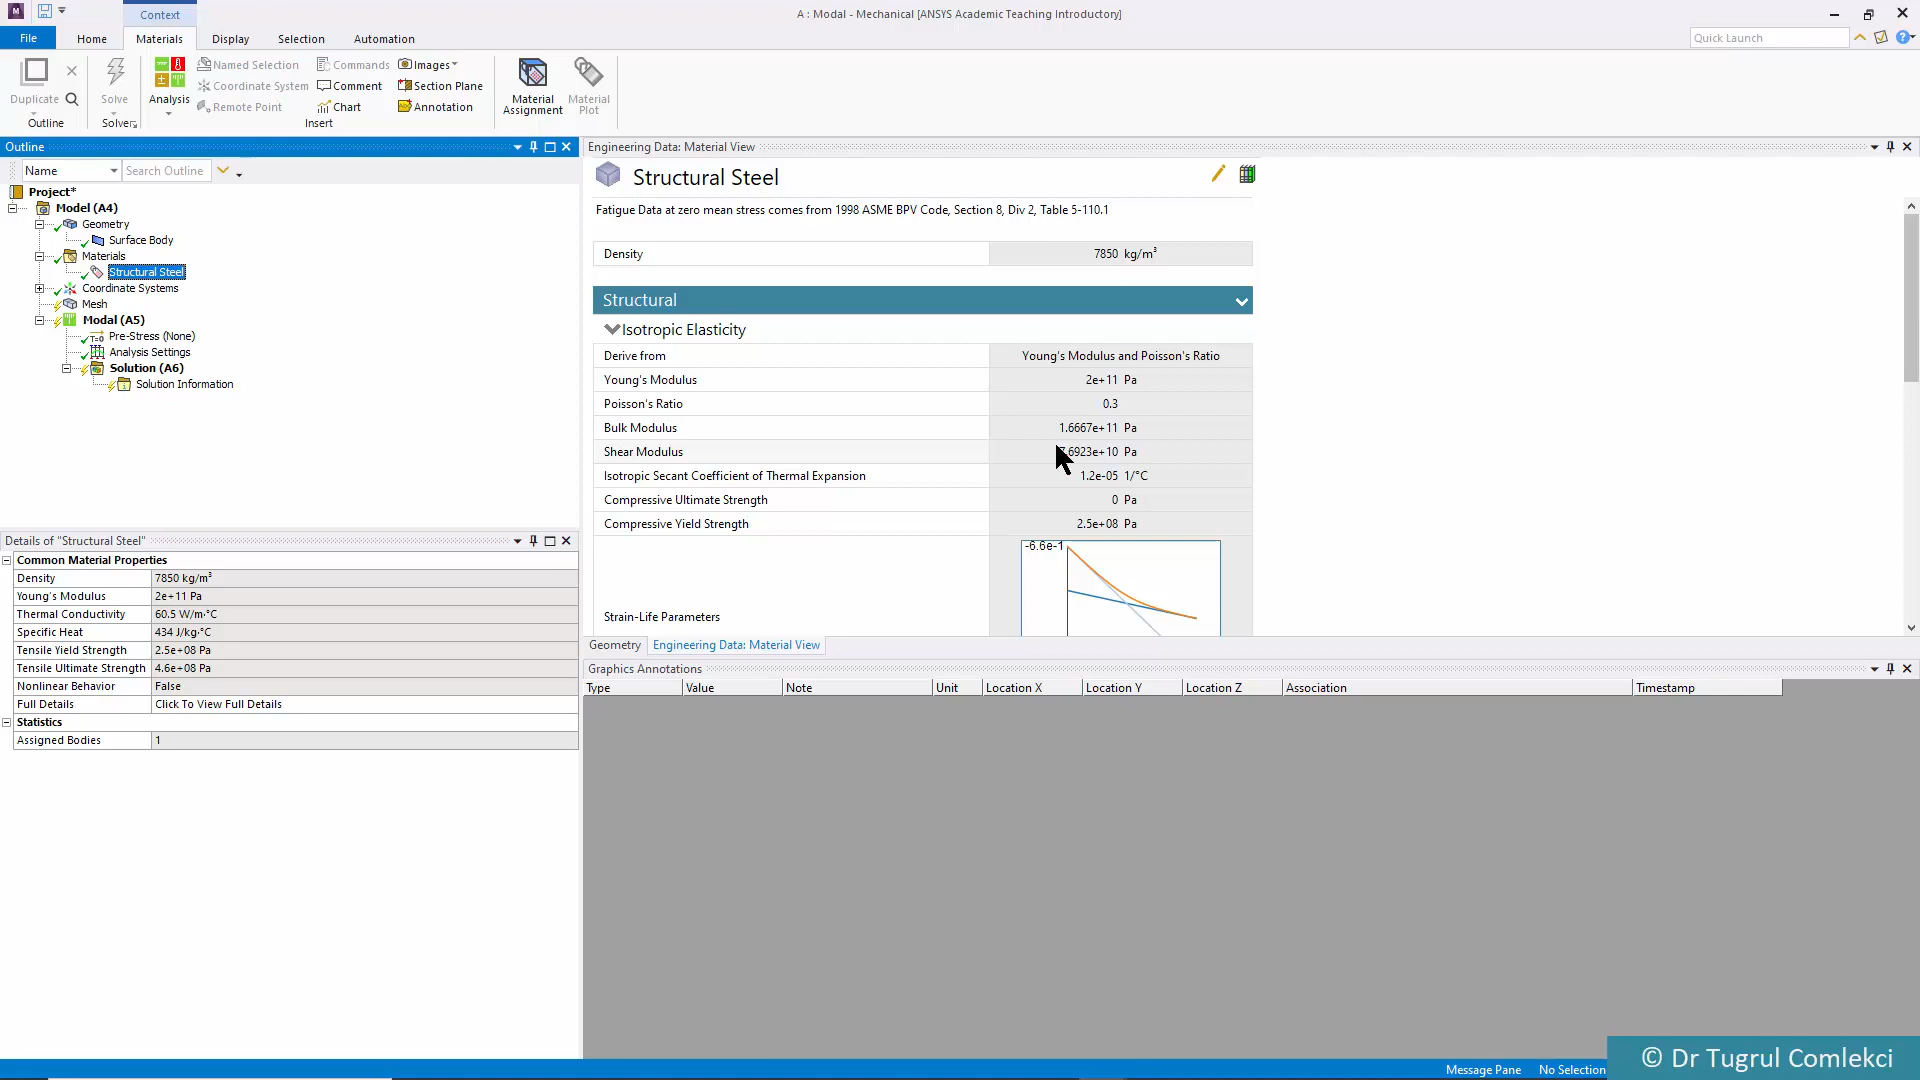 Context
A : Modal - Mechanical [ANSYS Academic Teaching Introductory]
File Home Materials Display Selection Automation
Quick Launch
Named Selection Commands Images
Coordinate System Comment Section Plane
Remote Point Chart Annotation
Duplicate Solve Analysis
Material Assignment
Material Plot
Outline Solver Insert
Outline
Name Search Outline
Project*
Model (A4)
Geometry
Surface Body
Materials
Structural Steel
Coordinate Systems
Mesh
Modal (A5)
Pre-Stress (None)
Analysis Settings
Solution (A6)
Solution Information
Details of "Structural Steel"
Common Material Properties
Density 7850 kg/m³
Young's Modulus 2e+11 Pa
Thermal Conductivity 60.5 W/m·°C
Specific Heat 434 J/kg·°C
Tensile Yield Strength 2.5e+08 Pa
Tensile Ultimate Strength 4.6e+08 Pa
Nonlinear Behavior False
Full Details Click To View Full Details
Statistics
Assigned Bodies 1
Engineering Data: Material View
Structural Steel
Fatigue Data at zero mean stress comes from 1998 ASME BPV Code, Section 8, Div 2, Table 5-110.1
Density 7850 kg/m³
Structural
Isotropic Elasticity
Derive from Young's Modulus and Poisson's Ratio
Young's Modulus 2e+11 Pa
Poisson's Ratio 0.3
Bulk Modulus 1.6667e+11 Pa
Shear Modulus .6923e+10 Pa
Isotropic Secant Coefficient of Thermal Expansion 1.2e-05 1/°C
Compressive Ultimate Strength 0 Pa
Compressive Yield Strength 2.5e+08 Pa
-6.6e-1
Strain-Life Parameters
Geometry Engineering Data: Material View
Graphics Annotations
Type Value Note Unit Location X Location Y Location Z Association Timestamp
© Dr Tugrul Comlekci
Message Pane No Selection